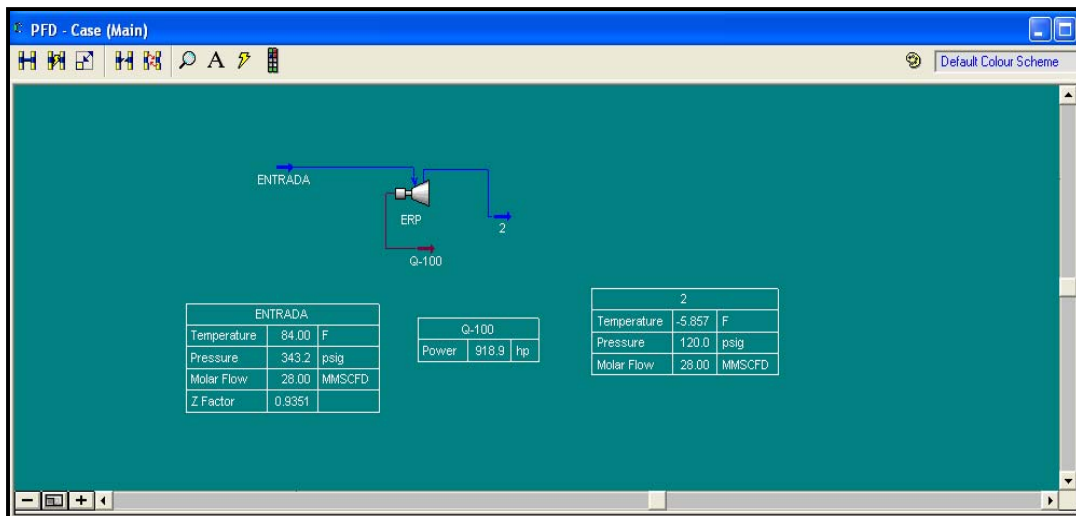 PFD - Case (Main)
A
Default Colour Scheme
ENTRADA
ERP
2
Q-100
ENTRADA
Temperature 84.00 F
Pressure 343.2 psig
Molar Flow 28.00 MMSCFD
Z Factor 0.9351
Q-100
Power 918.9 hp
2
Temperature -5.857 F
Pressure 120.0 psig
Molar Flow 28.00 MMSCFD